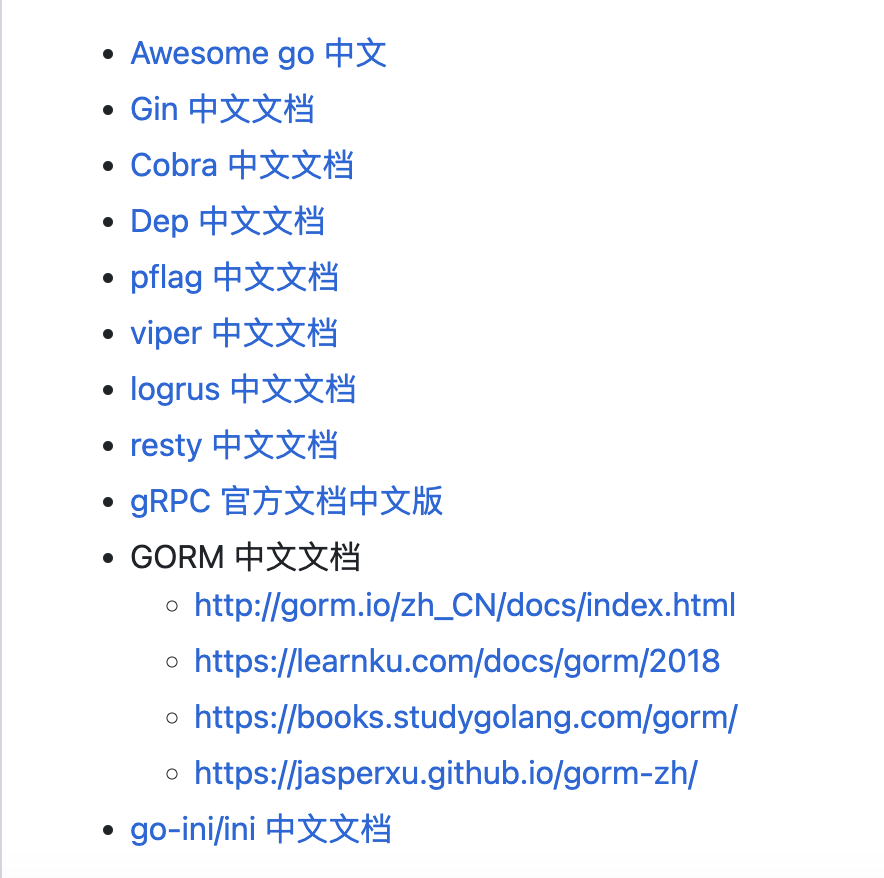 Awesome go 中文
Gin 中文文档
Cobra 中文文档
Dep 中文文档
pflag 中文文档
viper 中文文档
logrus 中文文档
resty 中文文档
gRPC 官方文档中文版
GORM 中文文档
http://gorm.io/zh_CN/docs/index.html
https://learnku.com/docs/gorm/2018
https://books.studygolang.com/gorm/
https://jasperxu.github.io/gorm-zh/
go-ini/ini 中文文档